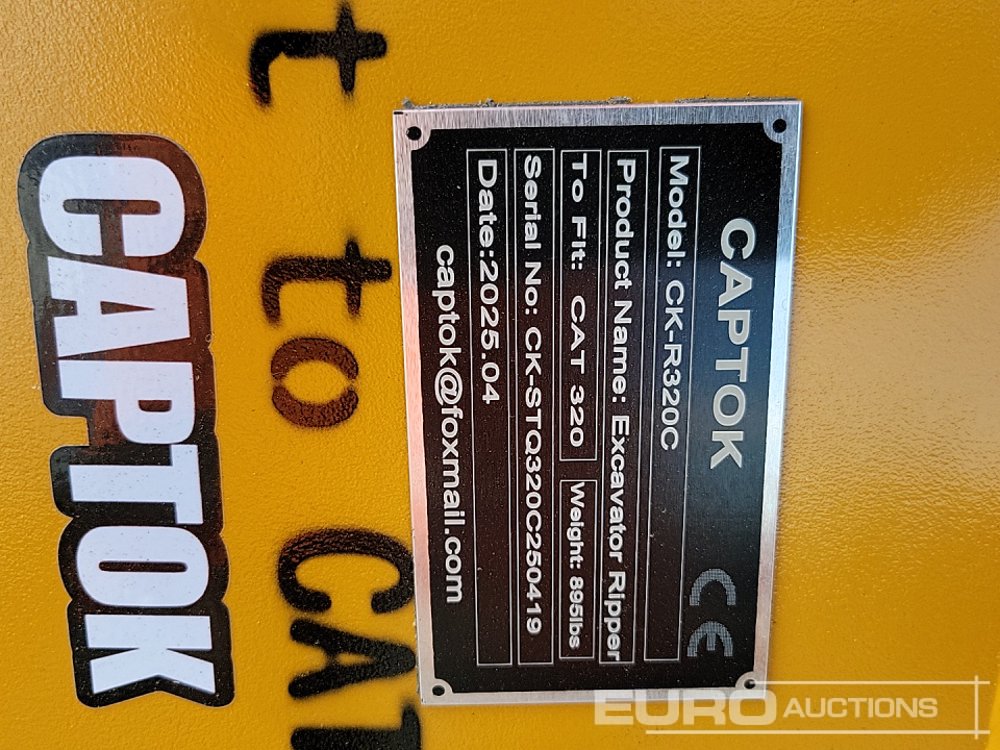 t to CAT
CAPTOK
CAPTOK
Model: CK-R320C
Product Name: Excavator Ripper
To Fit: CAT 320 Weight: 895lbs
Serial No: CK-STQ320C250419
Date:2025.04
captok@foxmail.com
CE
EURO AUCTIONS